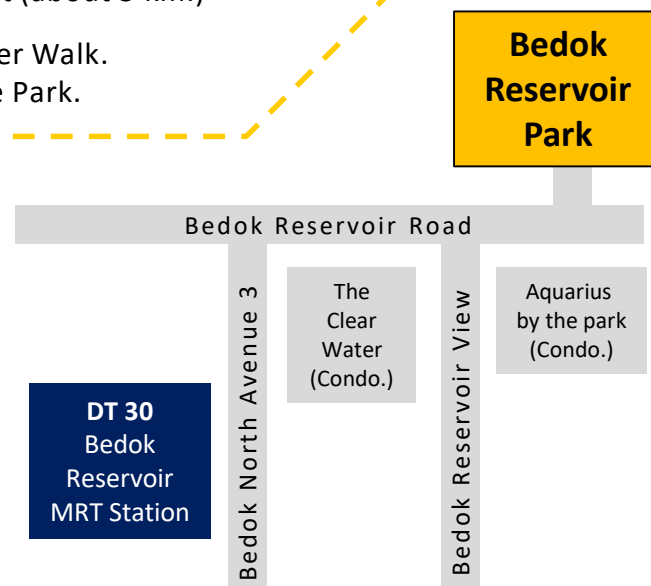 er Walk.
e Park.
Bedok
Reservoir
Park
Bedok Reservoir Road
Bedok North Avenue 3
The
Clear
Water
(Condo.)
Bedok Reservoir View
Aquarius
by the park
(Condo.)
DT 30
Bedok
Reservoir
MRT Station